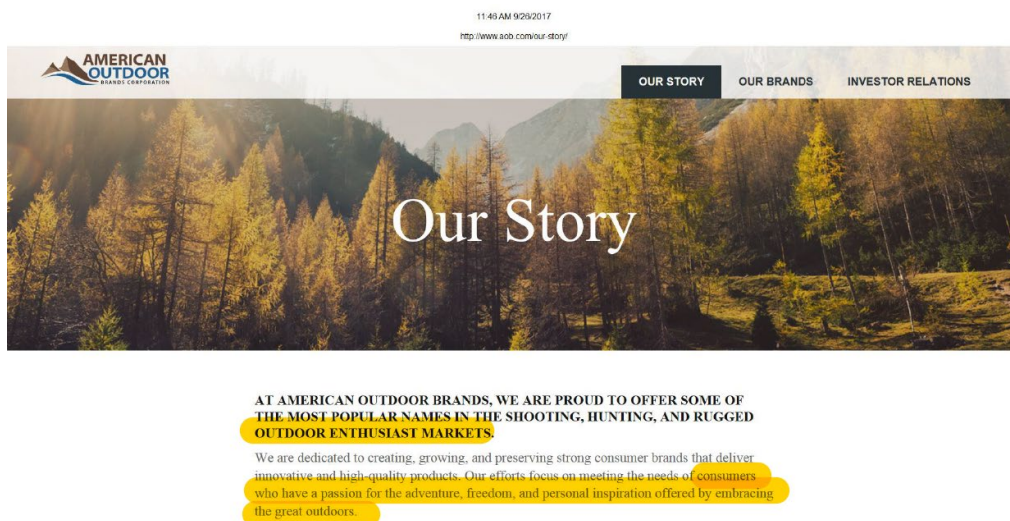 11:46 AM 9/26/2017
http://www.aob.com/our-story/
AMERICAN
OUTDOOR
BRANDS CORPORATION
OUR STORY OUR BRANDS INVESTOR RELATIONS
Our Story
AT AMERICAN OUTDOOR BRANDS, WE ARE PROUD TO OFFER SOME OF
THE MOST POPULAR NAMES IN THE SHOOTING, HUNTING, AND RUGGED
OUTDOOR ENTHUSIAST MARKETS.
We are dedicated to creating, growing, and preserving strong consumer brands that deliver
innovative and high-quality products. Our efforts focus on meeting the needs of consumers
who have a passion for the adventure, freedom, and personal inspiration offered by embracing
the great outdoors.